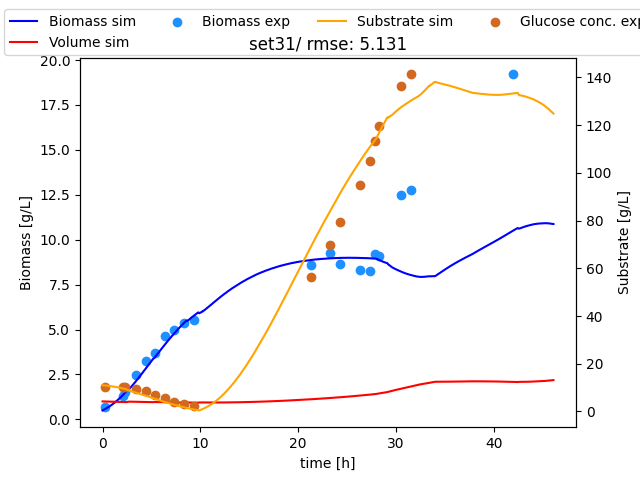 Biomass sim Biomass exp Substrate sim Glucose conc. exp
Volume sim
set31/ rmse: 5.131
20.0
17.5
15.0
12.5
10.0
7.5
5.0
2.5
0.0
Biomass [g/L]
140
120
100
80
60
40
20
0
Substrate [g/L]
0 10 20 30 40
time [h]